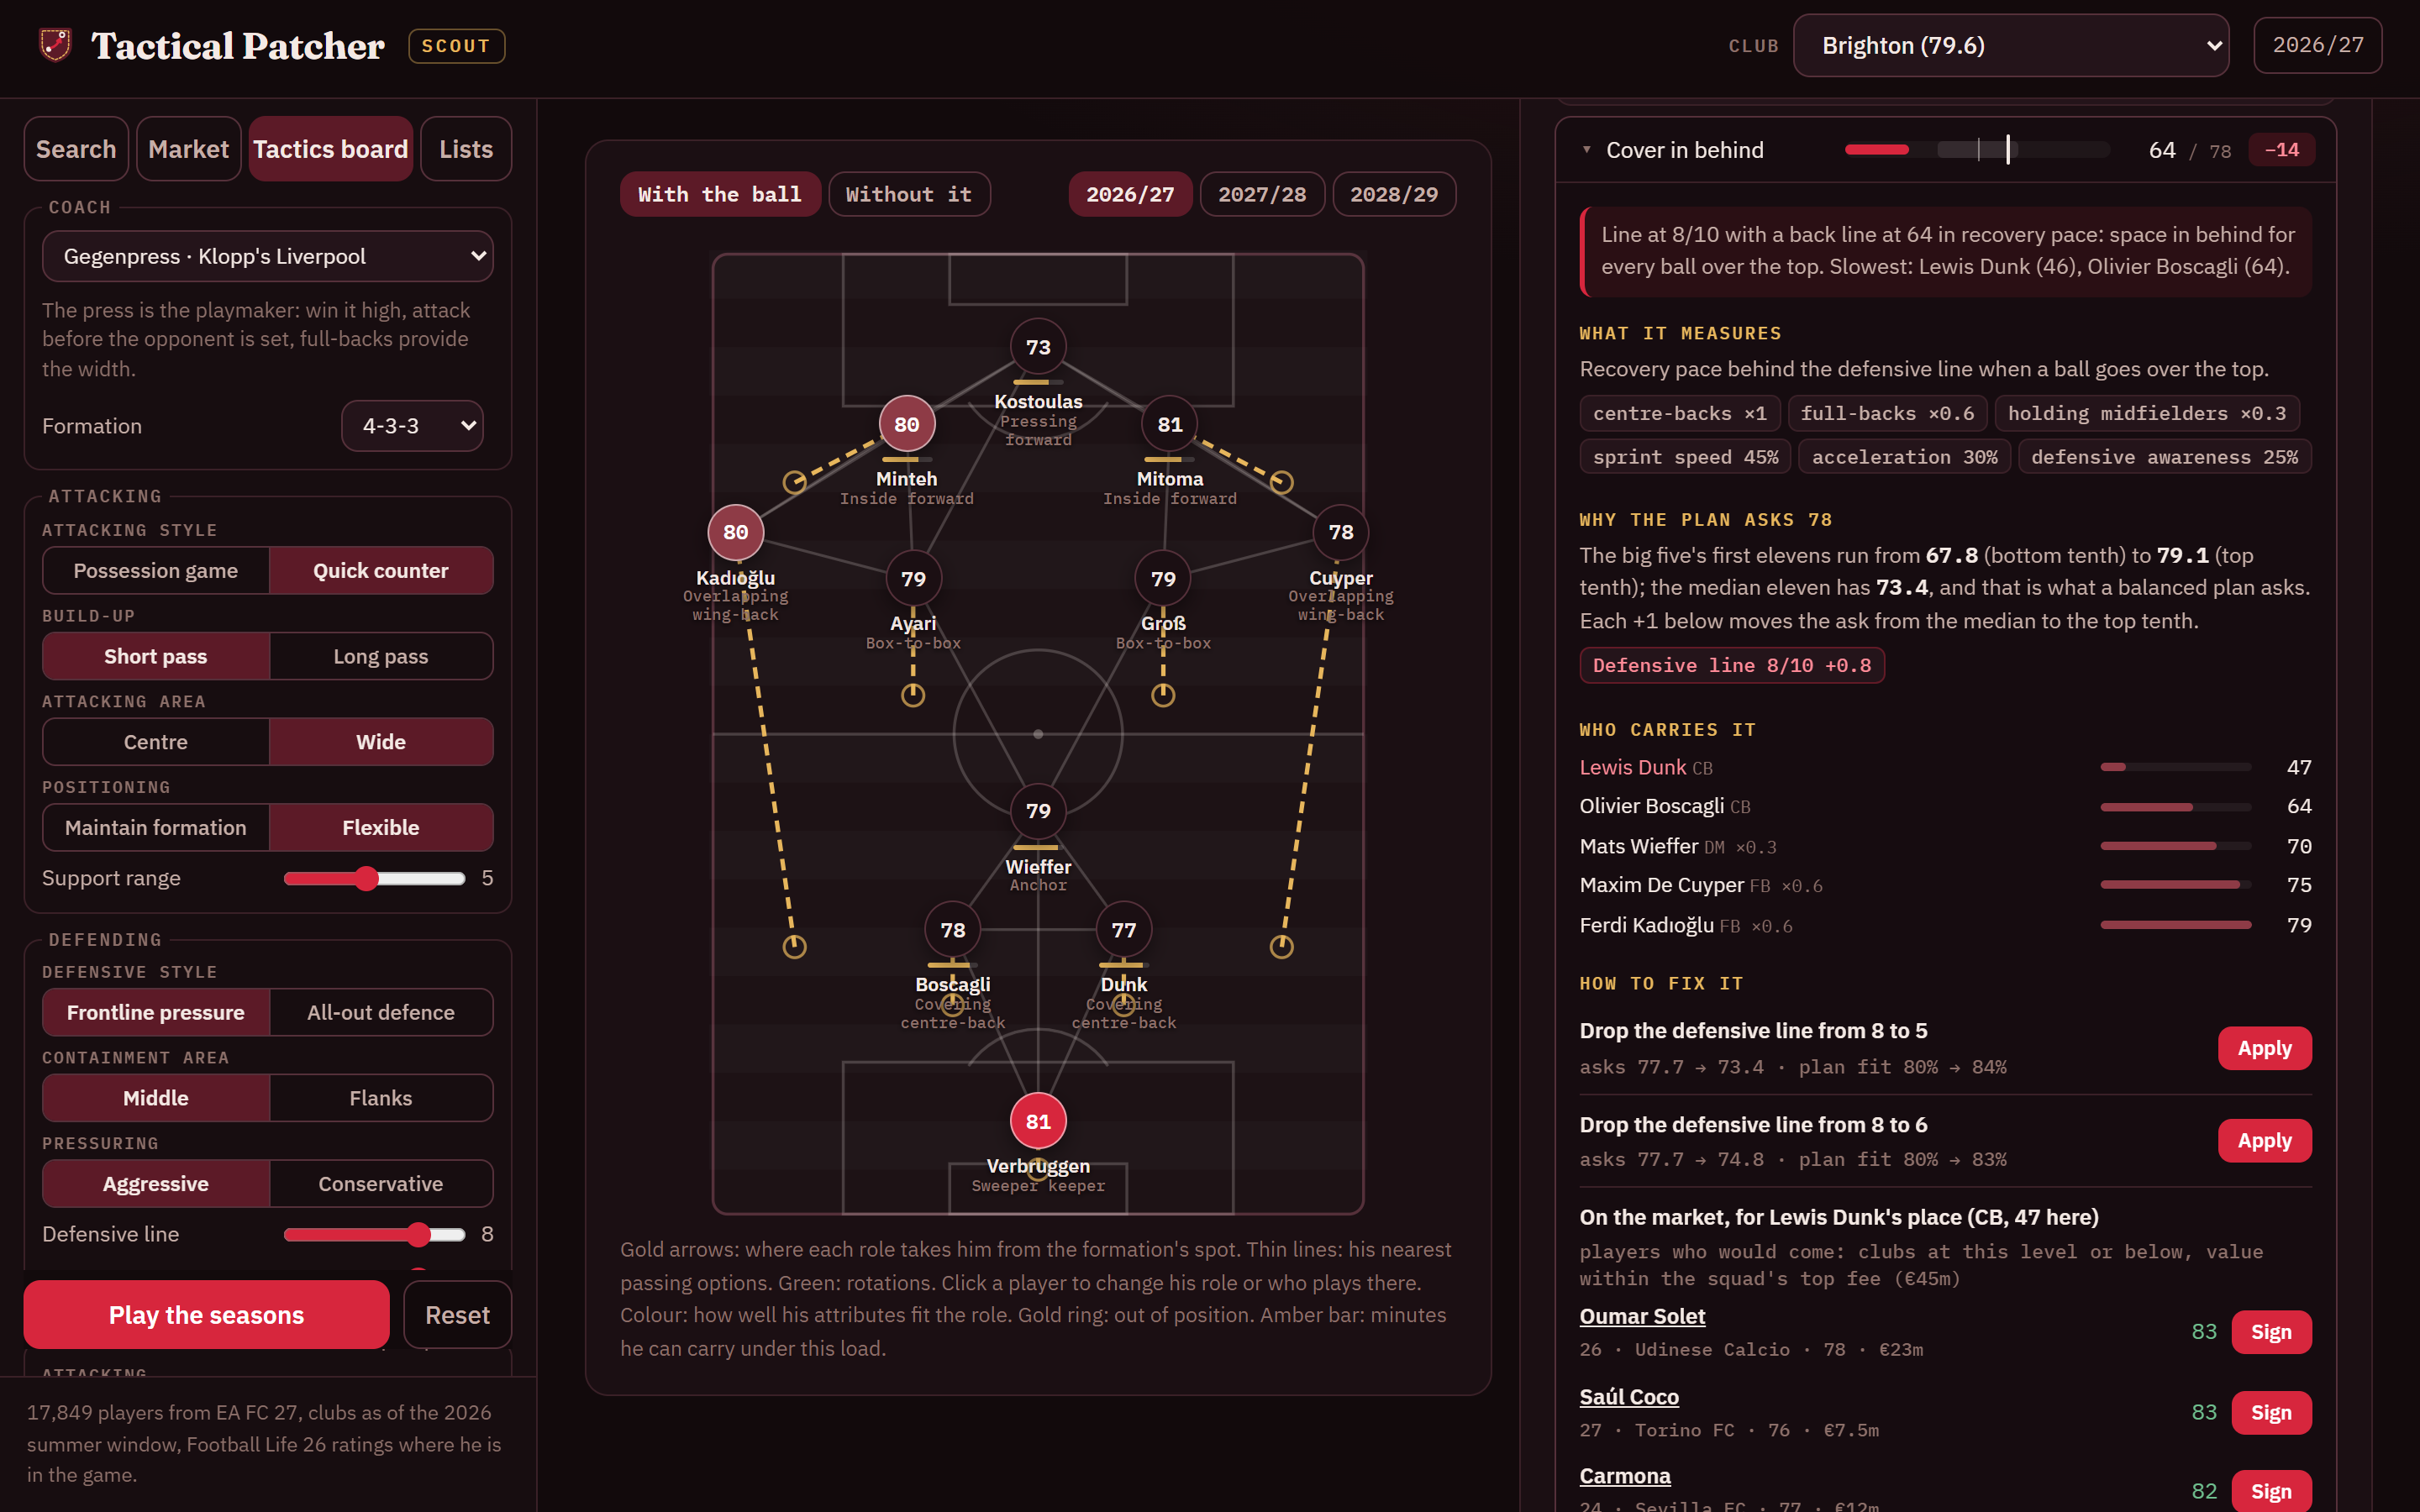 Tactical Patcher SCOUT
CLUB Brighton (79.6) 2026/27
Search Market Tactics board Lists
COACH
Gegenpress · Klopp's Liverpool
The press is the playmaker: win it high, attack
before the opponent is set, full-backs provide
the width.
Formation 4-3-3
ATTACKING
ATTACKING STYLE
Possession game Quick counter
BUILD-UP
Short pass Long pass
ATTACKING AREA
Centre Wide
POSITIONING
Maintain formation Flexible
Support range 5
DEFENDING
DEFENSIVE STYLE
Frontline pressure All-out defence
CONTAINMENT AREA
Middle Flanks
PRESSURING
Aggressive Conservative
Defensive line 8
Play the seasons Reset
ATTACKING
17,849 players from EA FC 27, clubs as of the 2026
summer window, Football Life 26 ratings where he is
in the game.
With the ball Without it 2026/27 2027/28 2028/29
73
Kostoulas
Pressing
forward
80
Minteh
Inside forward
81
Mitoma
Inside forward
80
Kadıoğlu
Overlapping
wing-back
78
Cuyper
Overlapping
wing-back
79
Ayari
Box-to-box
79
Groß
Box-to-box
79
Wieffer
Anchor
78
Boscagli
Covering
centre-back
77
Dunk
Covering
centre-back
81
Verbruggen
Sweeper keeper
Gold arrows: where each role takes him from the formation's spot. Thin lines: his nearest
passing options. Green: rotations. Click a player to change his role or who plays there.
Colour: how well his attributes fit the role. Gold ring: out of position. Amber bar: minutes
he can carry under this load.
Cover in behind 64 / 78 −14
Line at 8/10 with a back line at 64 in recovery pace: space in behind for
every ball over the top. Slowest: Lewis Dunk (46), Olivier Boscagli (64).
WHAT IT MEASURES
Recovery pace behind the defensive line when a ball goes over the top.
centre-backs ×1 full-backs ×0.6 holding midfielders ×0.3
sprint speed 45% acceleration 30% defensive awareness 25%
WHY THE PLAN ASKS 78
The big five's first elevens run from 67.8 (bottom tenth) to 79.1 (top
tenth); the median eleven has 73.4, and that is what a balanced plan asks.
Each +1 below moves the ask from the median to the top tenth.
Defensive line 8/10 +0.8
WHO CARRIES IT
Lewis Dunk CB 47
Olivier Boscagli CB 64
Mats Wieffer DM ×0.3 70
Maxim De Cuyper FB ×0.6 75
Ferdi Kadıoğlu FB ×0.6 79
HOW TO FIX IT
Drop the defensive line from 8 to 5
asks 77.7 → 73.4 · plan fit 80% → 84%
Apply
Drop the defensive line from 8 to 6
asks 77.7 → 74.8 · plan fit 80% → 83%
Apply
On the market, for Lewis Dunk's place (CB, 47 here)
players who would come: clubs at this level or below, value
within the squad's top fee (€45m)
Oumar Solet
26 · Udinese Calcio · 78 · €23m
83 Sign
Saúl Coco
27 · Torino FC · 76 · €7.5m
83 Sign
Carmona
24 · Sevilla FC · 77 · €12m
82 Sign